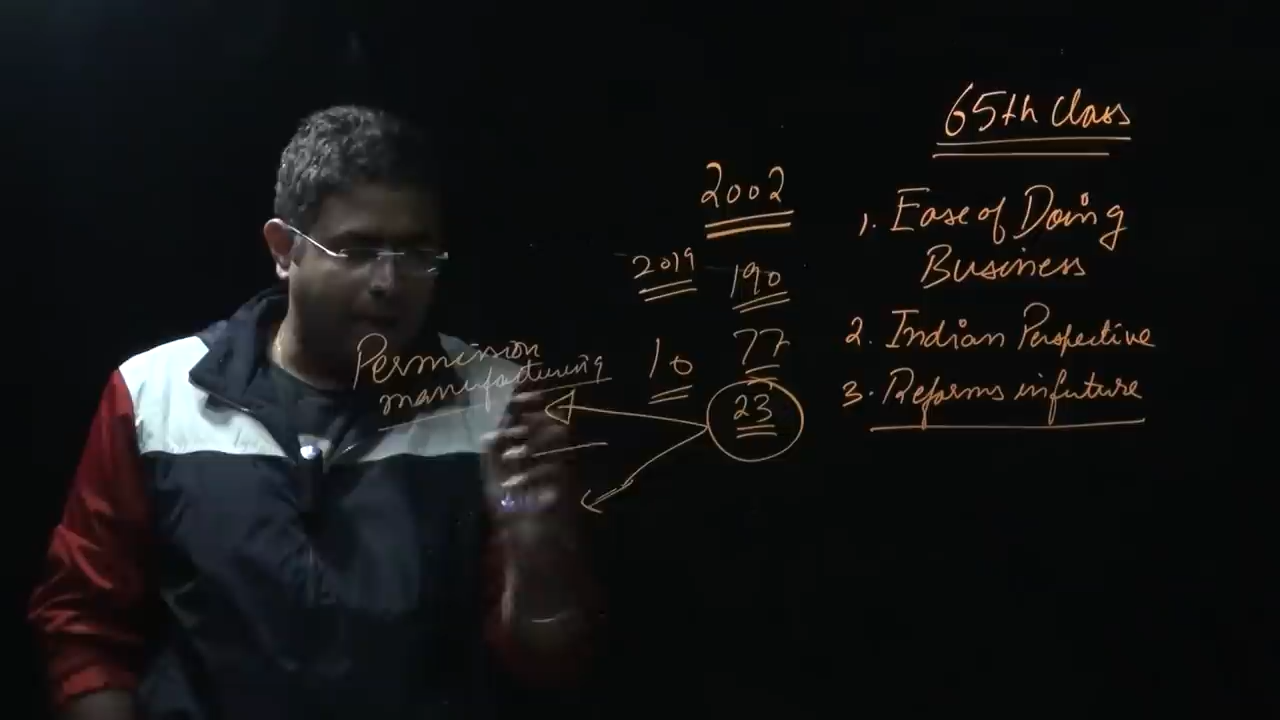 65th Class
2002
1. Ease of Doing
Business
2019 190
2. Indian Perspective
10 77
3. Reforms in future
23
Permission
manufacturing